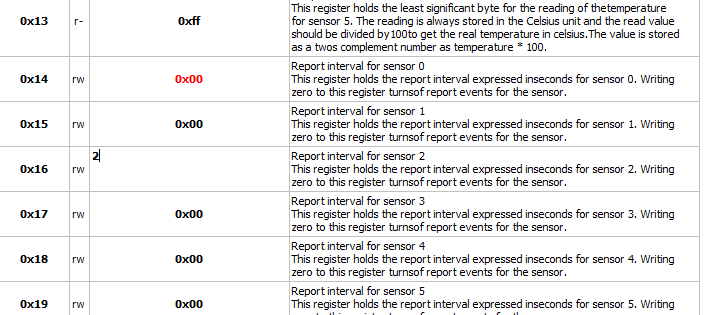 This register holds the least significant byte for the reading of thetemperature
0x13 r- 0xff for sensor 5. The reading is always stored in the Celsius unit and the read value
should be divided by100to get the real temperature in celsius.The value is stored
as a twos complement number as temperature * 100.
Report interval for sensor 0
0x14 rw 0x00 This register holds the report interval expressed inseconds for sensor 0. Writing
zero to this register turnsof report events for the sensor.
Report interval for sensor 1
0x15 rw 0x00 This register holds the report interval expressed inseconds for sensor 1. Writing
zero to this register turnsof report events for the sensor.
2 Report interval for sensor 2
0x16 rw This register holds the report interval expressed inseconds for sensor 2. Writing
zero to this register turnsof report events for the sensor.
Report interval for sensor 3
0x17 rw 0x00 This register holds the report interval expressed inseconds for sensor 3. Writing
zero to this register turnsof report events for the sensor.
Report interval for sensor 4
0x18 rw 0x00 This register holds the report interval expressed inseconds for sensor 4. Writing
zero to this register turnsof report events for the sensor.
Report interval for sensor 5
0x19 rw 0x00 This register holds the report interval expressed inseconds for sensor 5. Writing